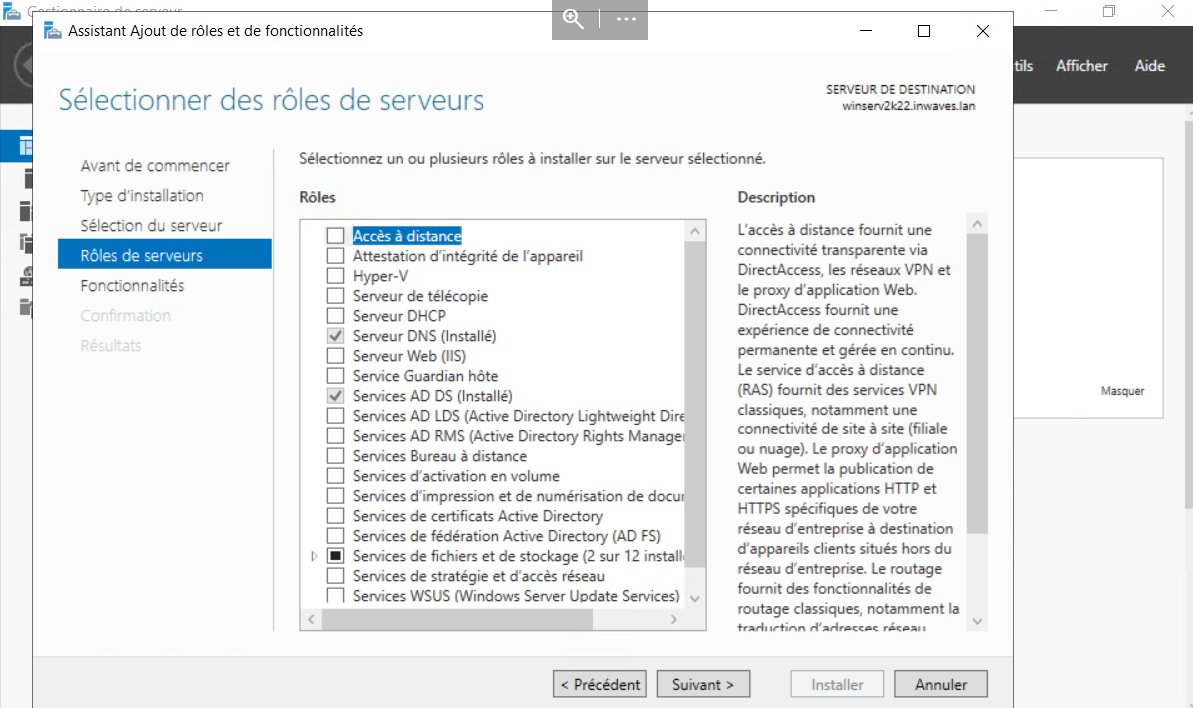 Gestionnaire de serveur
Assistant Ajout de rôles et de fonctionnalités
tils Afficher Aide
Sélectionner des rôles de serveurs
SERVEUR DE DESTINATION
winserv2k22.inwaves.lan
Avant de commencer
Type d'installation
Sélection du serveur
Rôles de serveurs
Fonctionnalités
Confirmation
Résultats
Sélectionnez un ou plusieurs rôles à installer sur le serveur sélectionné.
Rôles
Accès à distance
Attestation d'intégrité de l'appareil
Hyper-V
Serveur de télécopie
Serveur DHCP
Serveur DNS (Installé)
Serveur Web (IIS)
Service Guardian hôte
Services AD DS (Installé)
Services AD LDS (Active Directory Lightweight Dire
Services AD RMS (Active Directory Rights Manager
Services Bureau à distance
Services d'activation en volume
Services d'impression et de numérisation de docu
Services de certificats Active Directory
Services de fédération Active Directory (AD FS)
Services de fichiers et de stockage (2 sur 12 install
Services de stratégie et d'accès réseau
Services WSUS (Windows Server Update Services)
Description
L'accès à distance fournit une
connectivité transparente via
DirectAccess, les réseaux VPN et
le proxy d'application Web.
DirectAccess fournit une
expérience de connectivité
permanente et gérée en continu.
Le service d'accès à distance
(RAS) fournit des services VPN
classiques, notamment une
connectivité de site à site (filiale
ou nuage). Le proxy d'application
Web permet la publication de
certaines applications HTTP et
HTTPS spécifiques de votre
réseau d'entreprise à destination
d'appareils clients situés hors du
réseau d'entreprise. Le routage
fournit des fonctionnalités de
routage classiques, notamment la
traduction d'adresses réseau
Masquer
< Précédent
Suivant >
Installer
Annuler